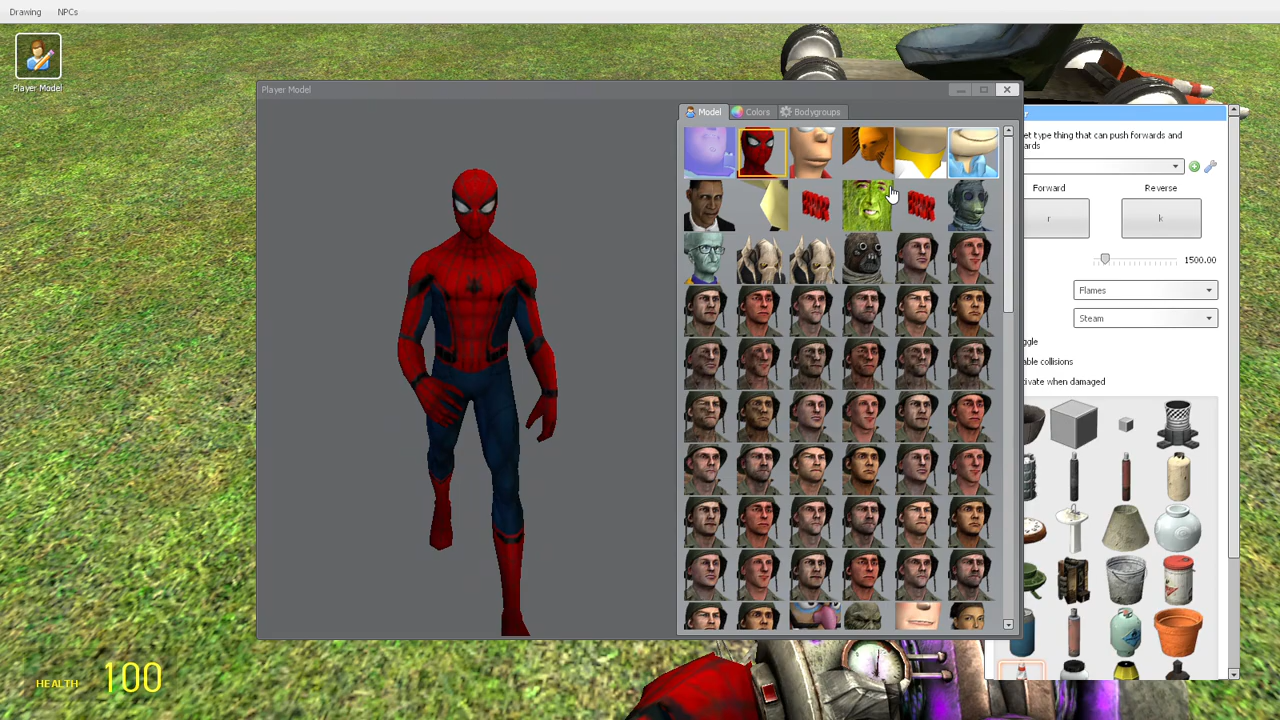 Drawing NPCs
Player Model
Player Model
Model Colors Bodygroups
et type thing that can push forwards and
ards
Forward Reverse
r k
1500.00
Flames
Steam
ggle
able collisions
tivate when damaged
HEALTH 100